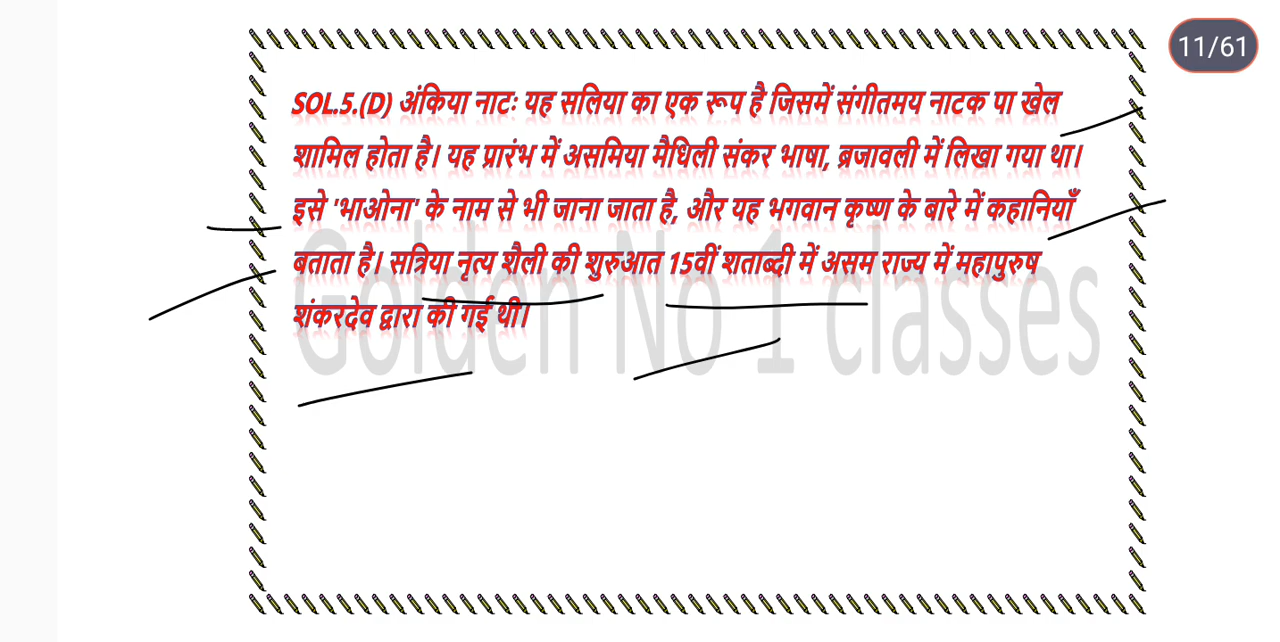 11/61
SOL.5.(D) अंकिया नाटः यह सलिया का एक रूप है जिसमें संगीतमय नाटक पा खेल
शामिल होता है। यह प्रारंभ में असमिया मैधिली संकर भाषा, ब्रजावली में लिखा गया था।
इसे 'भाओना' के नाम से भी जाना जाता है, और यह भगवान कृष्ण के बारे में कहानियाँ
बताता है। सत्रिया नृत्य शैली की शुरुआत 15वीं शताब्दी में असम राज्य में महापुरुष
शंकरदेव द्वारा की गई थी।
Golden No 1 classes